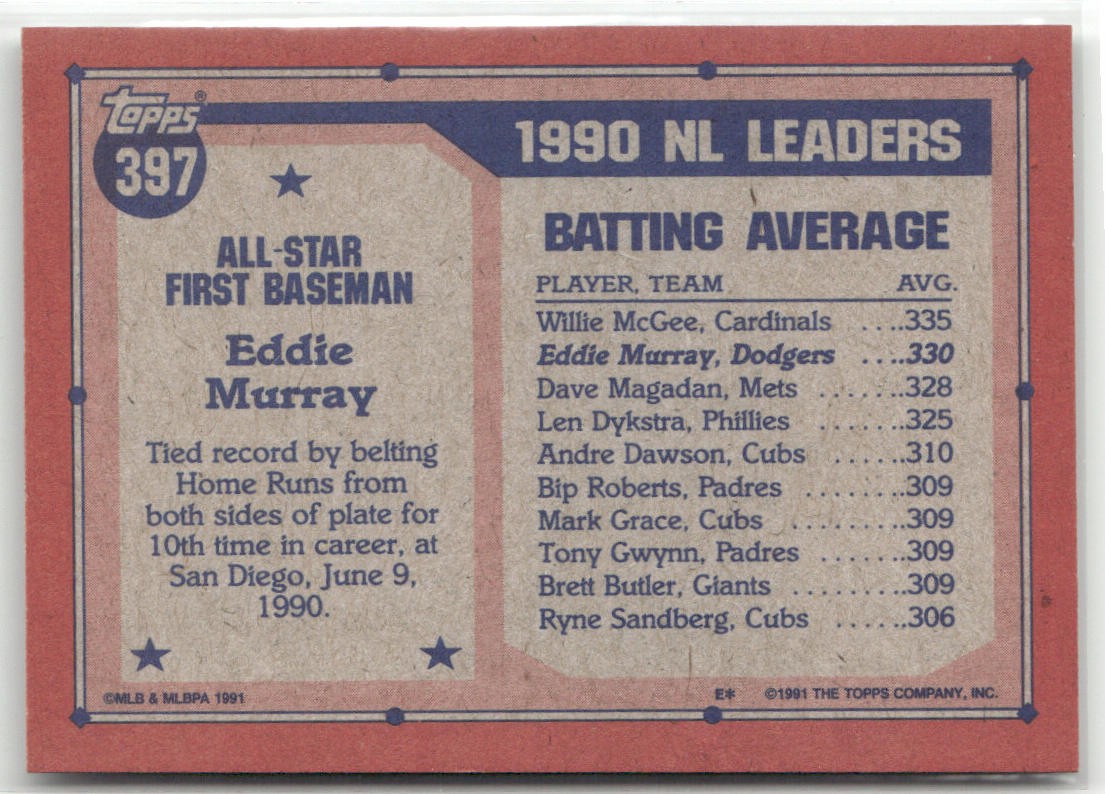 Topps®
397
ALL-STAR
FIRST BASEMAN
Eddie
Murray
Tied record by belting
Home Runs from
both sides of plate for
10th time in career, at
San Diego, June 9,
1990.
©MLB & MLBPA 1991
1990 NL LEADERS
BATTING AVERAGE
PLAYER, TEAM AVG.
Willie McGee, Cardinals . . . .335
Eddie Murray, Dodgers . . . .330
Dave Magadan, Mets . . . . . . .328
Len Dykstra, Phillies . . . . . . .325
Andre Dawson, Cubs . . . . . .310
Bip Roberts, Padres . . . . . . . .309
Mark Grace, Cubs . . . . . . . . .309
Tony Gwynn, Padres . . . . . . .309
Brett Butler, Giants . . . . . . . .309
Ryne Sandberg, Cubs . . . . . .306
E* ©1991 THE TOPPS COMPANY, INC.